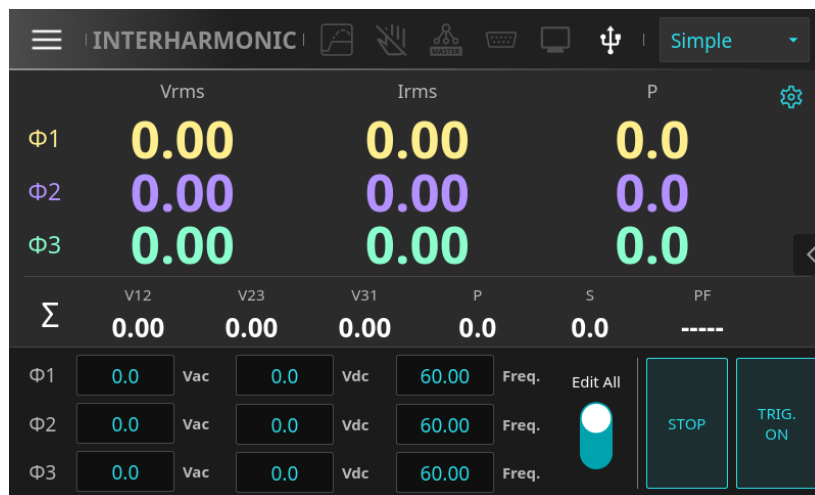 INTERHARMONIC MASTER Simple
Vrms Irms P
Φ1 0.00 0.00 0.0
Φ2 0.00 0.00 0.0
Φ3 0.00 0.00 0.0
V12 V23 V31 P S PF
Σ 0.00 0.00 0.00 0.0 0.0 -----
Φ1 0.0 Vac 0.0 Vdc 60.00 Freq. Edit All
Φ2 0.0 Vac 0.0 Vdc 60.00 Freq. STOP TRIG. ON
Φ3 0.0 Vac 0.0 Vdc 60.00 Freq.